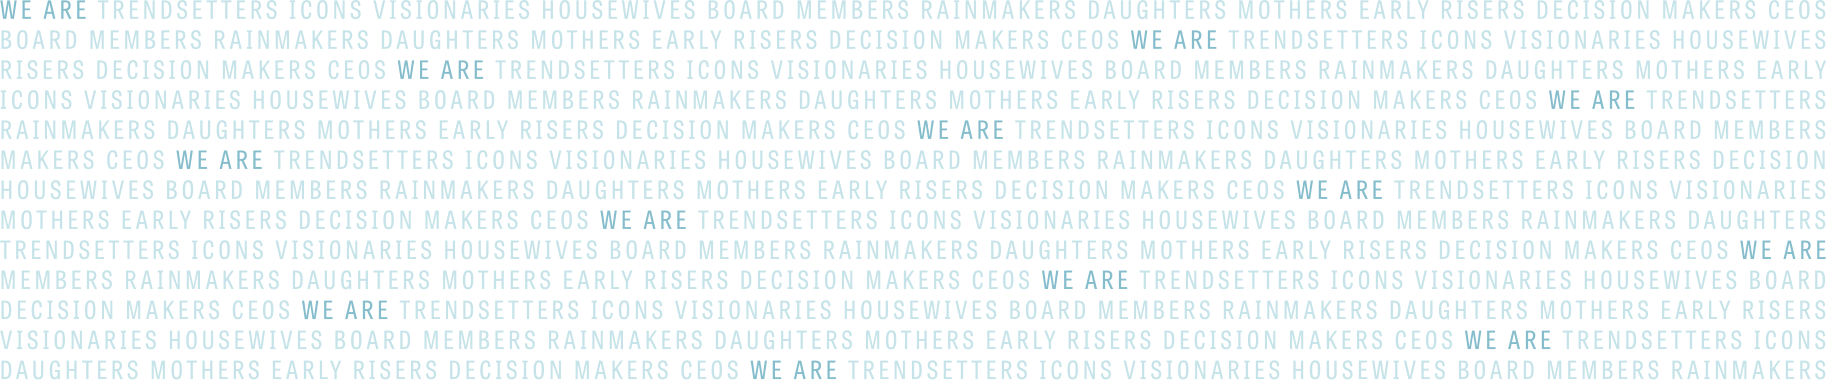 WE ARE TRENDSETTERS ICONS VISIONARIES HOUSEWIVES BOARD MEMBERS RAINMAKERS DAUGHTERS MOTHERS EARLY RISERS DECISION MAKERS CEOS
BOARD MEMBERS RAINMAKERS DAUGHTERS MOTHERS EARLY RISERS DECISION MAKERS CEOS WE ARE TRENDSETTERS ICONS VISIONARIES HOUSEWIVES
RISERS DECISION MAKERS CEOS WE ARE TRENDSETTERS ICONS VISIONARIES HOUSEWIVES BOARD MEMBERS RAINMAKERS DAUGHTERS MOTHERS EARLY
ICONS VISIONARIES HOUSEWIVES BOARD MEMBERS RAINMAKERS DAUGHTERS MOTHERS EARLY RISERS DECISION MAKERS CEOS WE ARE TRENDSETTERS
RAINMAKERS DAUGHTERS MOTHERS EARLY RISERS DECISION MAKERS CEOS WE ARE TRENDSETTERS ICONS VISIONARIES HOUSEWIVES BOARD MEMBERS
MAKERS CEOS WE ARE TRENDSETTERS ICONS VISIONARIES HOUSEWIVES BOARD MEMBERS RAINMAKERS DAUGHTERS MOTHERS EARLY RISERS DECISION
HOUSEWIVES BOARD MEMBERS RAINMAKERS DAUGHTERS MOTHERS EARLY RISERS DECISION MAKERS CEOS WE ARE TRENDSETTERS ICONS VISIONARIES
MOTHERS EARLY RISERS DECISION MAKERS CEOS WE ARE TRENDSETTERS ICONS VISIONARIES HOUSEWIVES BOARD MEMBERS RAINMAKERS DAUGHTERS
TRENDSETTERS ICONS VISIONARIES HOUSEWIVES BOARD MEMBERS RAINMAKERS DAUGHTERS MOTHERS EARLY RISERS DECISION MAKERS CEOS WE ARE
MEMBERS RAINMAKERS DAUGHTERS MOTHERS EARLY RISERS DECISION MAKERS CEOS WE ARE TRENDSETTERS ICONS VISIONARIES HOUSEWIVES BOARD
DECISION MAKERS CEOS WE ARE TRENDSETTERS ICONS VISIONARIES HOUSEWIVES BOARD MEMBERS RAINMAKERS DAUGHTERS MOTHERS EARLY RISERS
VISIONARIES HOUSEWIVES BOARD MEMBERS RAINMAKERS DAUGHTERS MOTHERS EARLY RISERS DECISION MAKERS CEOS WE ARE TRENDSETTERS ICONS
DAUGHTERS MOTHERS EARLY RISERS DECISION MAKERS CEOS WE ARE TRENDSETTERS ICONS VISIONARIES HOUSEWIVES BOARD MEMBERS RAINMAKERS